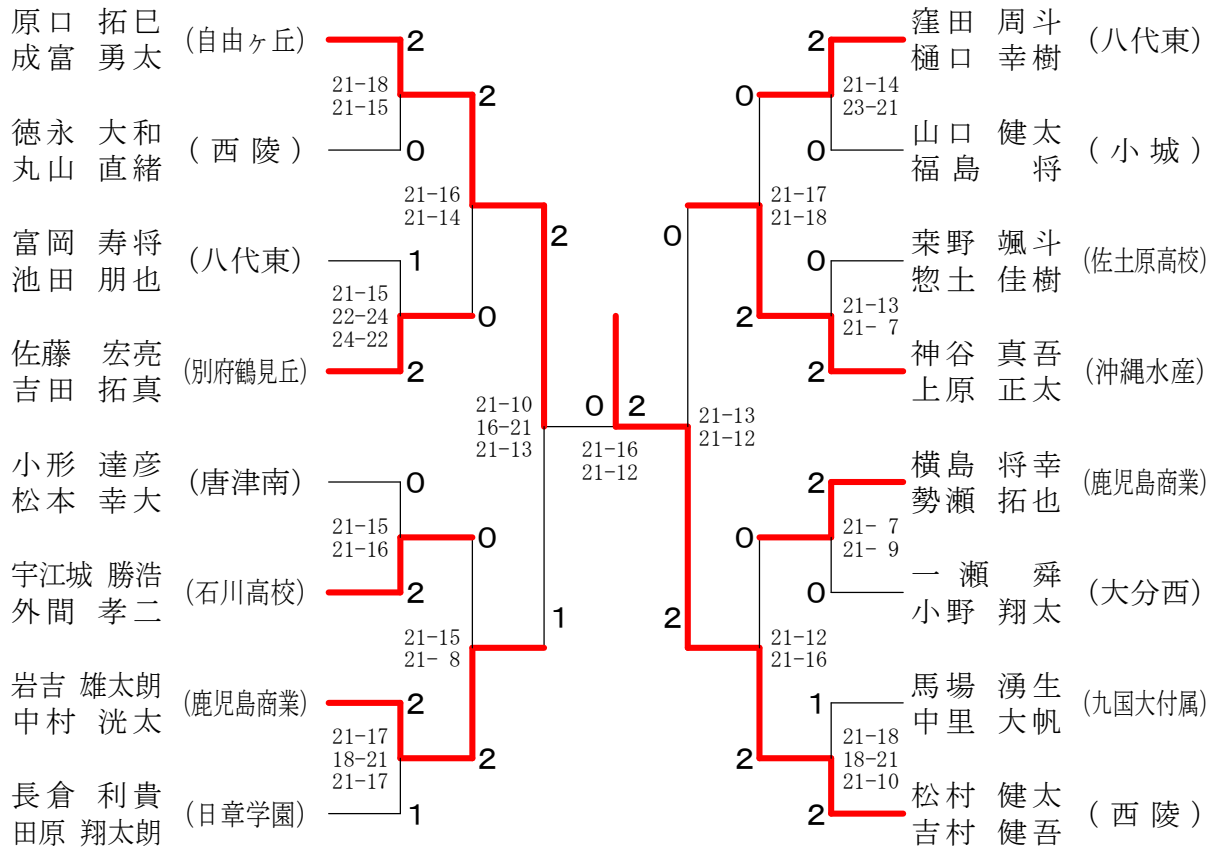 原口 拓巳
成富 勇太
(自由ヶ丘)
2
21-18
21-15
2
徳永 大和
丸山 直緒
(西陵)
0
21-16
21-14
2
富岡 寿将
池田 朋也
(八代東)
1
21-15
22-24
24-22
0
佐藤 宏亮
吉田 拓真
(別府鶴見丘)
2
21-10
16-21
21-13
小形 達彦
松本 幸大
(唐津南)
0
21-15
21-16
0
宇江城 勝浩
外間 孝二
(石川高校)
2
21-15
21- 8
1
岩吉 雄太朗
中村 洸太
(鹿児島商業)
2
21-17
18-21
21-17
2
長倉 利貴
田原 翔太朗
(日章学園)
1
0 2
21-16
21-12
2
窪田 周斗
樋口 幸樹
(八代東)
0
21-14
23-21
0
山口 健太
福島 将
(小城)
0
21-17
21-18
0
桒野 颯斗
惣土 佳樹
(佐土原高校)
2
21-13
21- 7
2
神谷 真吾
上原 正太
(沖縄水産)
21-13
21-12
2
横島 将幸
勢瀬 拓也
(鹿児島商業)
0
21- 7
21- 9
0
一瀬 舜
小野 翔太
(大分西)
2
21-12
21-16
1
馬場 湧生
中里 大帆
(九国大付属)
2
21-18
18-21
21-10
2
松村 健太
吉村 健吾
(西陵)